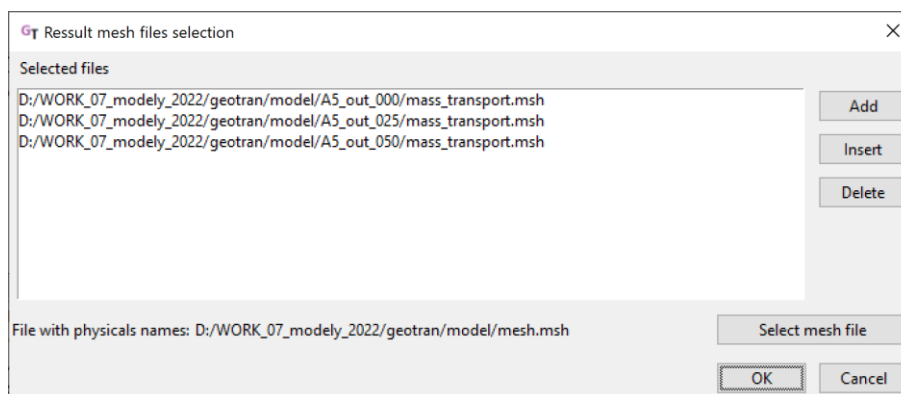 GT Ressult mesh files selection
Selected files
D:/WORK_07_modely_2022/geotran/model/A5_out_000/mass_transport.msh
D:/WORK_07_modely_2022/geotran/model/A5_out_025/mass_transport.msh
D:/WORK_07_modely_2022/geotran/model/A5_out_050/mass_transport.msh
Add
Insert
Delete
File with physicals names: D:/WORK_07_modely_2022/geotran/model/mesh.msh
Select mesh file
OK
Cancel